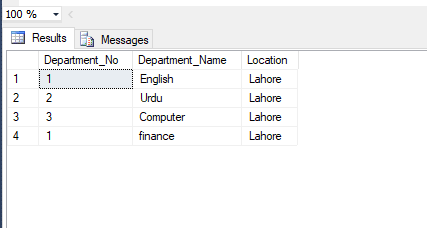 100 %
Results Messages
Department_No Department_Name Location
1 1 English Lahore
2 2 Urdu Lahore
3 3 Computer Lahore
4 1 finance Lahore